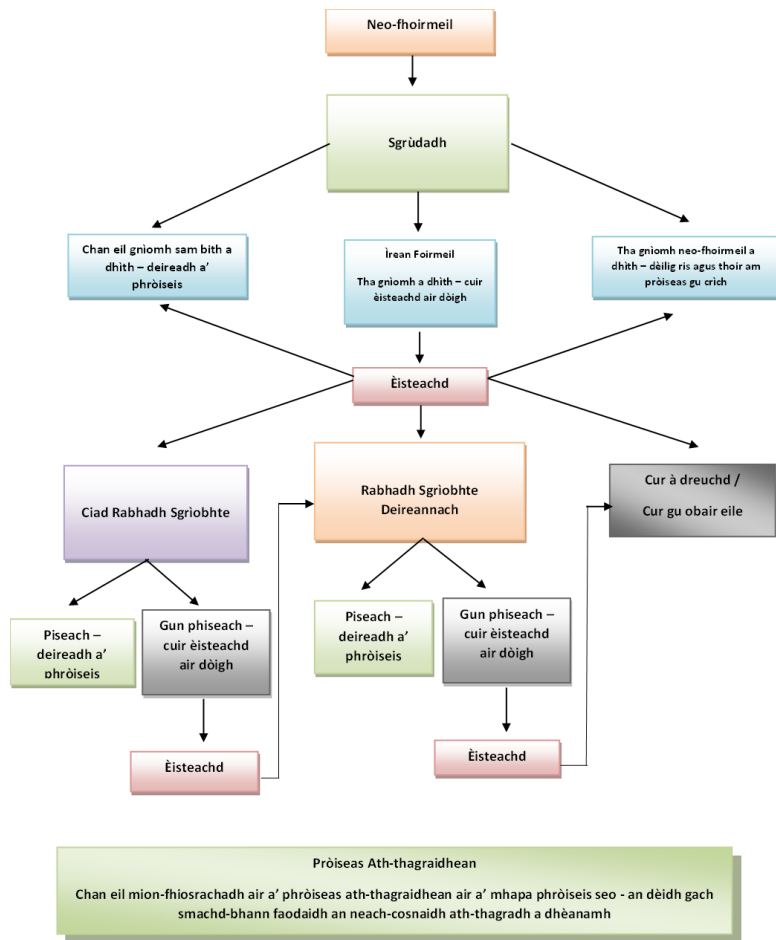 Neo-fhoirmeil
Sgrùdadh
Chan eil gnìomh sam bith a
dhìth – deireadh a’
phròiseis
Ìrean Foirmeil
Tha gnìomh a dhìth – cuir
èisteachd air dòigh
Tha gnìomh neo-fhoirmeil a
dhìth – dèilig ris agus thoir am
pròiseas gu crìch
Èisteachd
Ciad Rabhadh Sgrìobhte
Rabhadh Sgrìobhte
Deireannach
Cur à dreuchd /
Cur gu obair eile
Piseach –
deireadh a’
phròiseis
Gun phiseach –
cuir èisteachd
air dòigh
Piseach –
deireadh a’
phròiseis
Gun phiseach –
cuir èisteachd
air dòigh
Èisteachd
Èisteachd
Pròiseas Ath-thagraidhean
Chan eil mion-fhiosrachadh air a’ phròiseas ath-thagraidhean air a’ mhapa phròiseis seo - an dèidh gach
smachd-bhann faodaidh an neach-cosnaidh ath-thagradh a dhèanamh